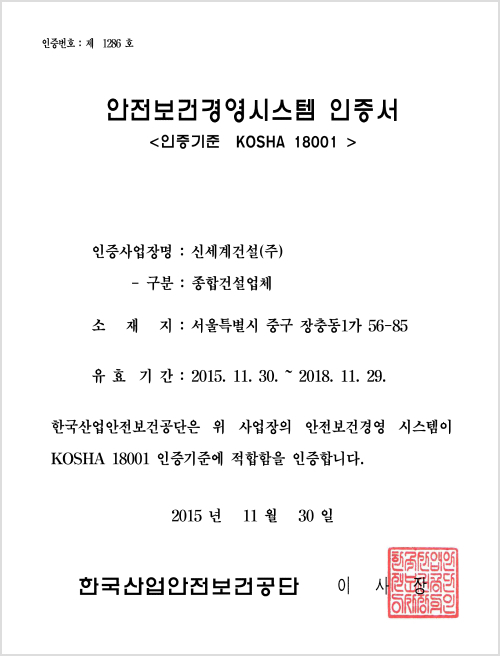 인증번호 : 제 1286 호
안전보건경영시스템 인증서
<인증기준 KOSHA 18001 >
인증사업장명 : 신세계건설(주)
- 구분 : 종합건설업체
소 재 지 : 서울특별시 중구 장충동1가 56-85
유 효 기 간 : 2015. 11. 30. ~ 2018. 11. 29.
한국산업안전보건공단은 위 사업장의 안전보건경영 시스템이
KOSHA 18001 인증기준에 적합함을 인증합니다.
2015 년 11 월 30 일
한국산업안전보건공단 이 사 장